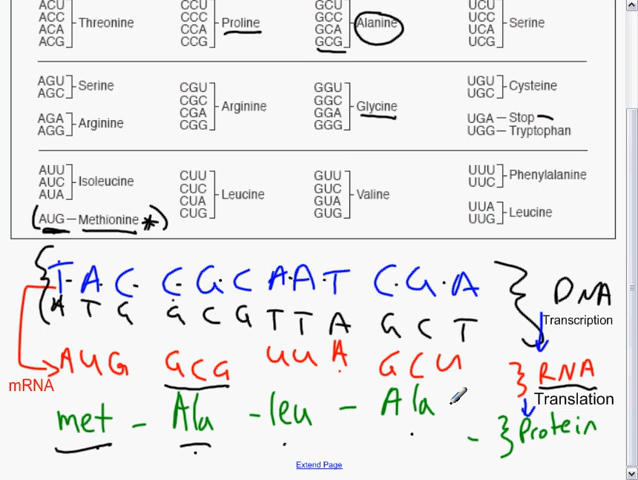 ACU CCU GCU UCU
ACC Threonine CCC Proline GCC Alanine UCC Serine
ACA CCA GCA UCA
ACG CCG GCG UCG
AGU Serine CGU GGU UGU Cysteine
AGC CGC Arginine GGC Glycine UGC
AGA Arginine CGA GGA UGA — Stop
AGG CGG GGG UGG — Tryptophan
AUU CUU GUU UUU Phenylalanine
AUC Isoleucine CUC Leucine GUC Valine UUC
AUA CUA GUA UUA Leucine
(AUG — Methionine *) CUG GUG UUG
T·A·C· C·G·C A·A·T C·G·A DNA
A T G G C G T T A G C T Transcription
mRNA AUG GCG UUA GCU RNA
Translation
met - Ala - leu - Ala - Protein
Extend Page